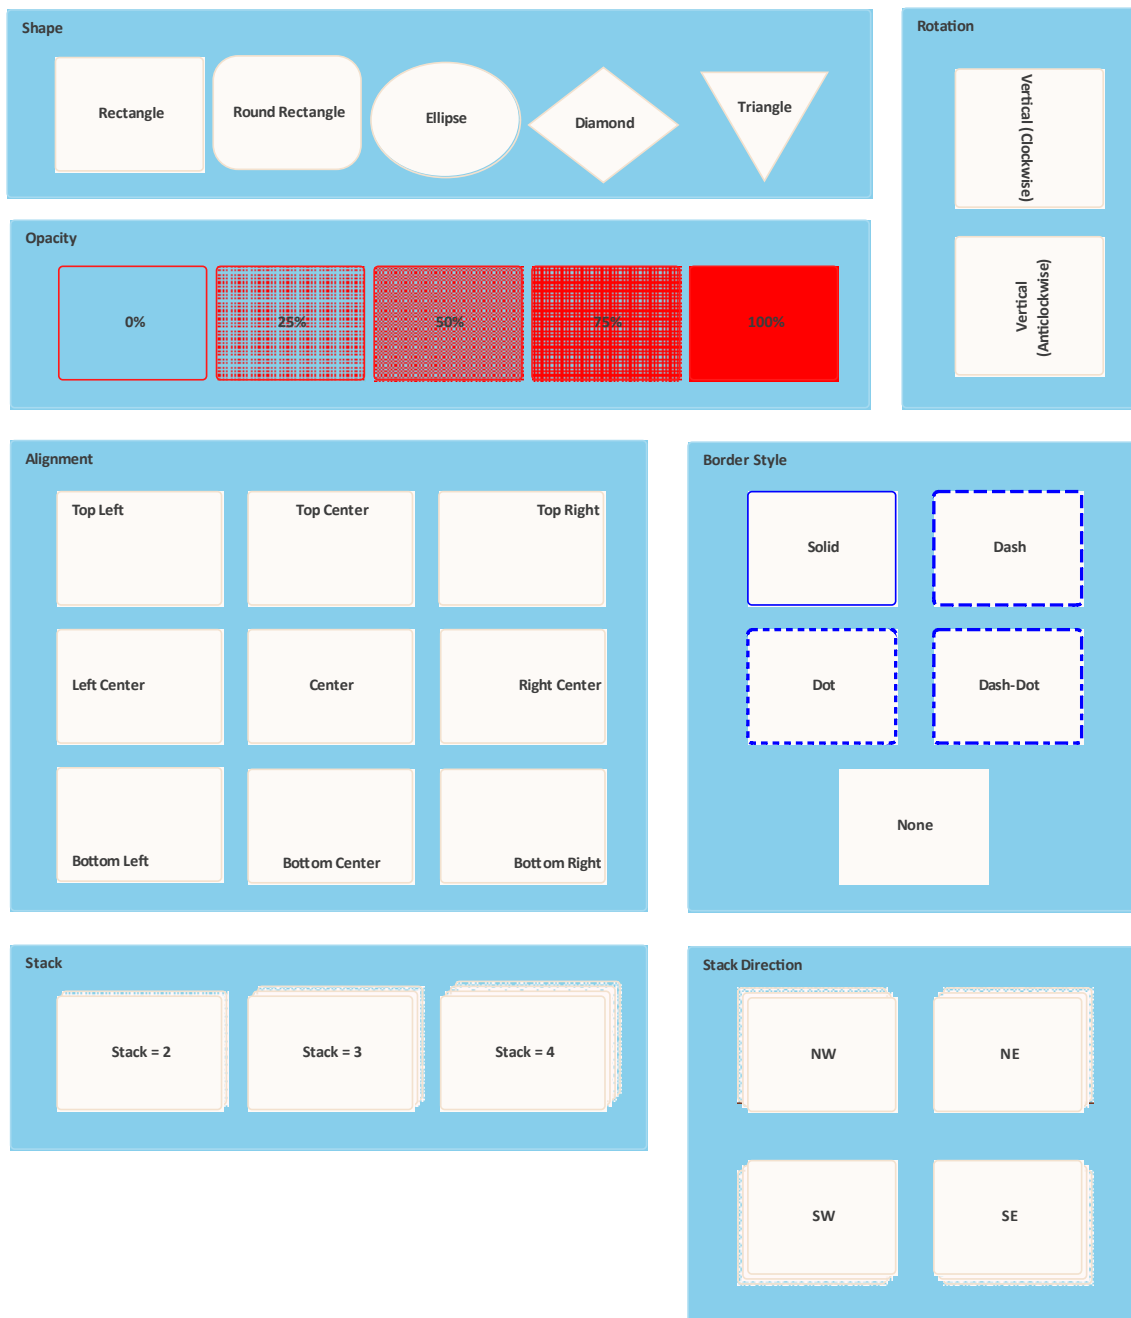 Shape
Rectangle
Round Rectangle
Ellipse
Diamond
Triangle
Rotation
Vertical (Clockwise)
Vertical
(Anticlockwise)
Opacity
0%
25%
50%
75%
100%
Alignment
Top Left
Top Center
Top Right
Left Center
Center
Right Center
Bottom Left
Bottom Center
Bottom Right
Border Style
Solid
Dash
Dot
Dash-Dot
None
Stack
Stack = 2
Stack = 3
Stack = 4
Stack Direction
NW
NE
SW
SE